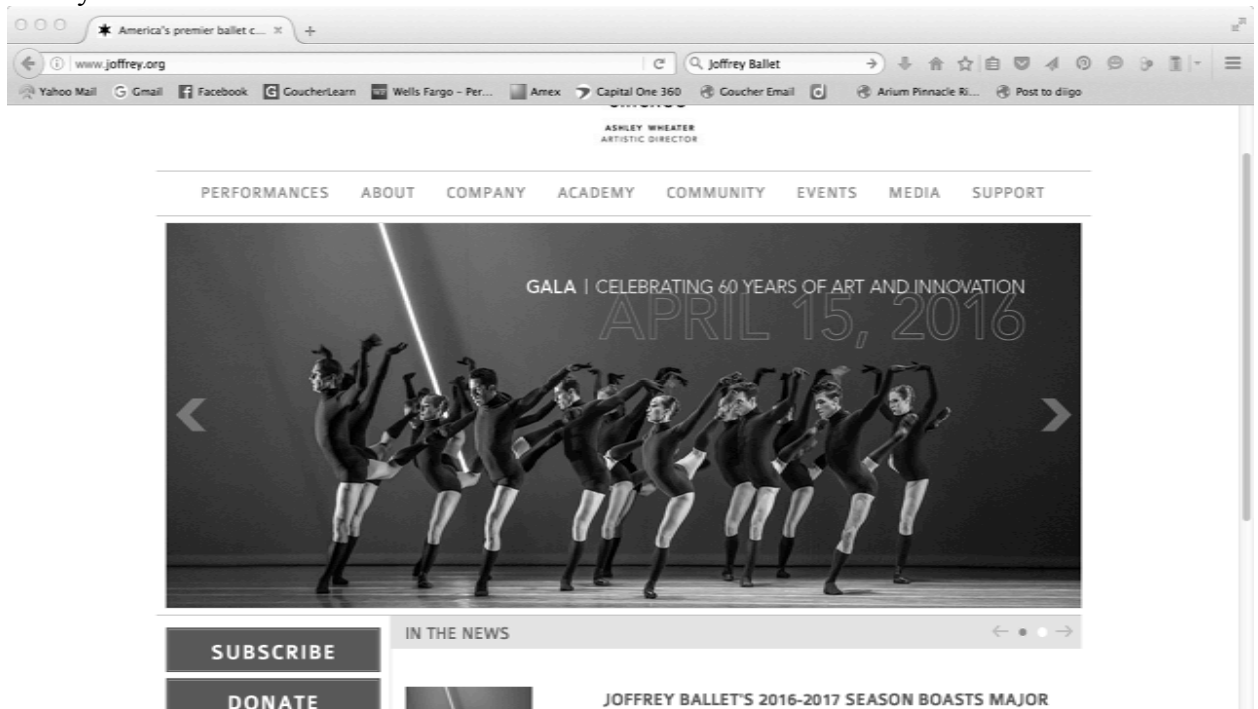 America's premier ballet c...
www.joffrey.org
Joffrey Ballet
Yahoo Mail Gmail Facebook GoucherLearn Wells Fargo – Per... Amex Capital One 360 Goucher Email Arium Pinnacle Ri... Post to diigo
ASHLEY WHEATER
ARTISTIC DIRECTOR
PERFORMANCES ABOUT COMPANY ACADEMY COMMUNITY EVENTS MEDIA SUPPORT
GALA | CELEBRATING 60 YEARS OF ART AND INNOVATION
APRIL 15, 2016
SUBSCRIBE
DONATE
IN THE NEWS
JOFFREY BALLET'S 2016-2017 SEASON BOASTS MAJOR